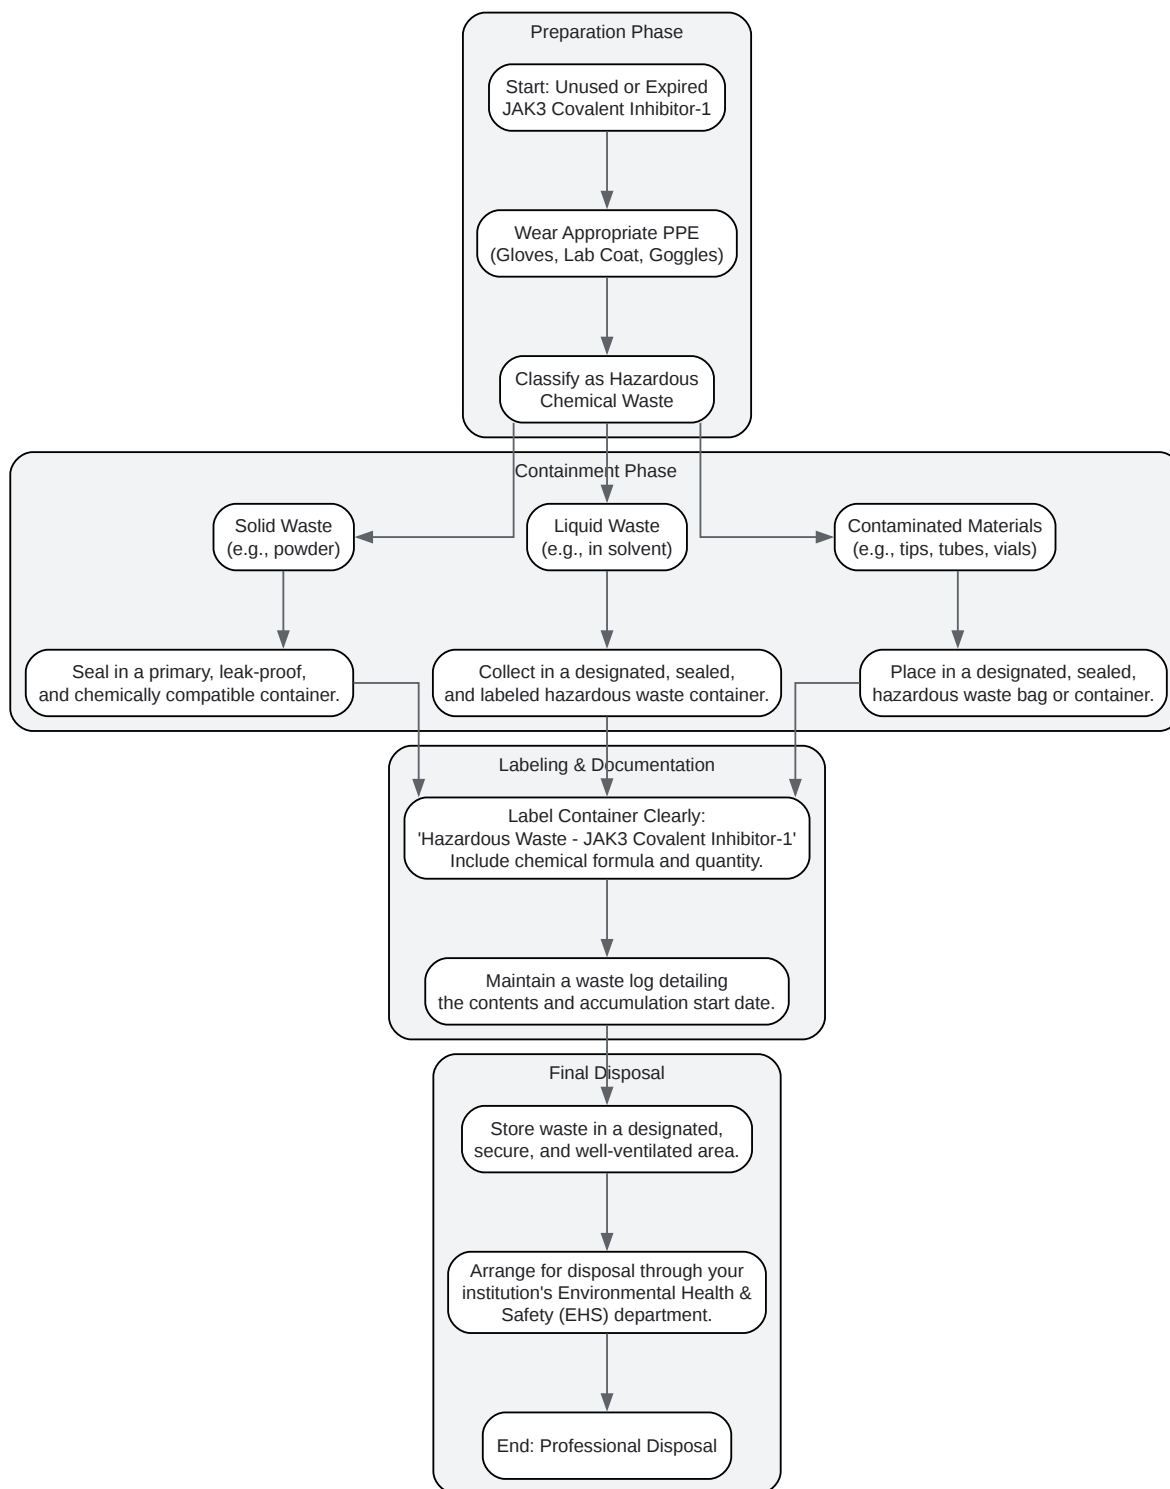 Preparation Phase
Start: Unused or Expired
JAK3 Covalent Inhibitor-1
Wear Appropriate PPE
(Gloves, Lab Coat, Goggles)
Classify as Hazardous
Chemical Waste
Containment Phase
Solid Waste
(e.g., powder)
Liquid Waste
(e.g., in solvent)
Contaminated Materials
(e.g., tips, tubes, vials)
Seal in a primary, leak-proof,
and chemically compatible container.
Collect in a designated, sealed,
and labeled hazardous waste container.
Place in a designated, sealed,
hazardous waste bag or container.
Labeling & Documentation
Label Container Clearly:
'Hazardous Waste - JAK3 Covalent Inhibitor-1'
Include chemical formula and quantity.
Maintain a waste log detailing
the contents and accumulation start date.
Final Disposal
Store waste in a designated,
secure, and well-ventilated area.
Arrange for disposal through your
institution's Environmental Health &
Safety (EHS) department.
End: Professional Disposal